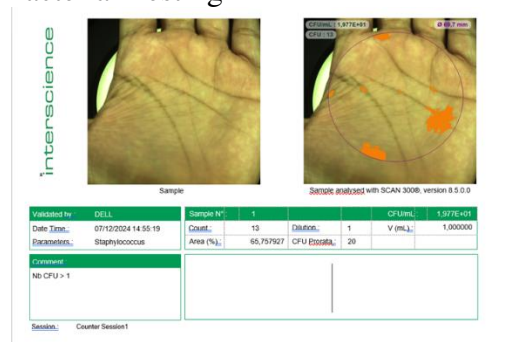 interscience
CFU/mL : 1,977E+01
CFU : 13
Ø 69,7 mm
Sample
Sample analysed with SCAN 300®, version 8.5.0.0
Validated by : DELL
Date Time.: 07/12/2024 14:55:19
Parameters.: Staphylococcus
Sample N°: 1 CFU/mL: 1,977E+01
Count.: 13 Dilution.: 1 V (mL).: 1,000000
Area (%).: 65,757927 CFU Prorata.: 20
Comment:
Nb CFU > 1
Session.: Counter Session1